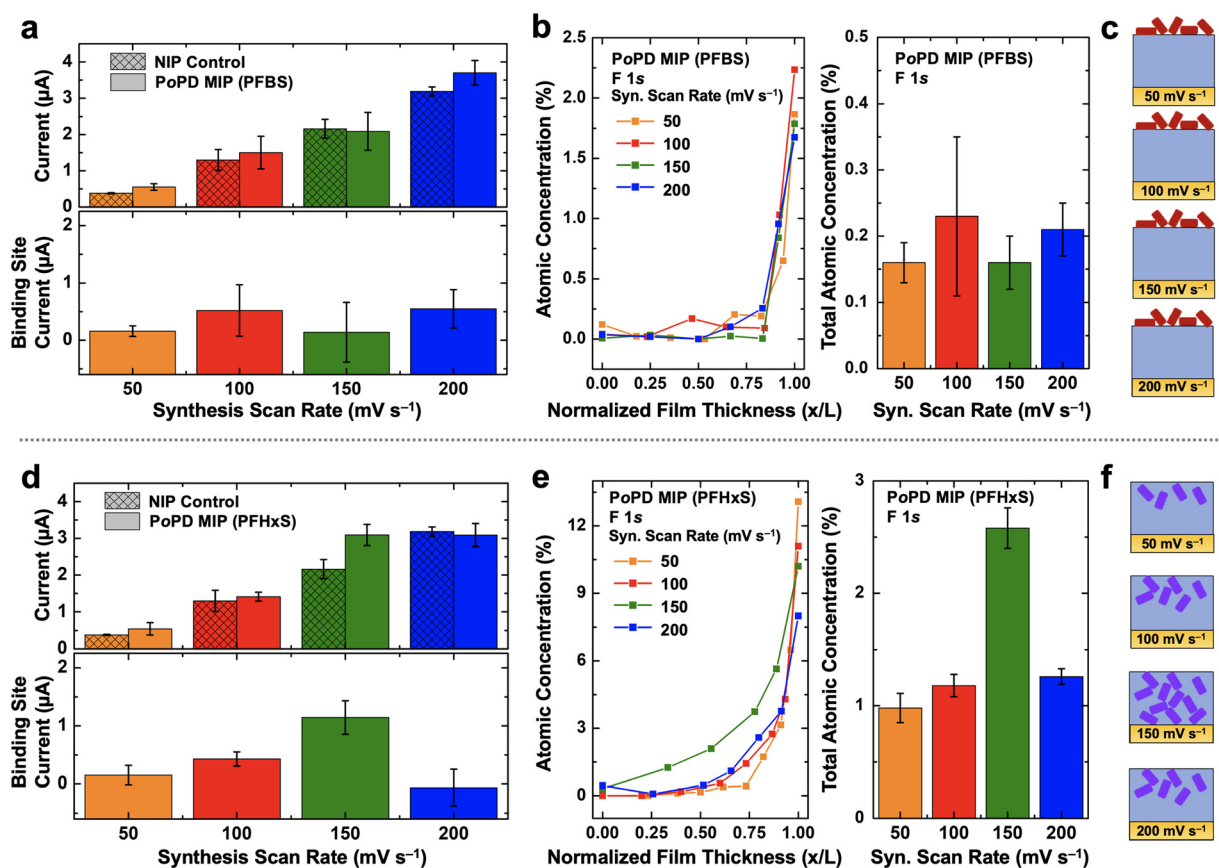 a
NIP Control
PoPD MIP (PFBS)
Current (µA)
4
3
2
1
0
Binding Site
Current (µA)
2
1
0
50
100
150
200
Synthesis Scan Rate (mV s⁻¹)
b
PoPD MIP (PFBS)
F 1s
Syn. Scan Rate (mV s⁻¹)
50
100
150
200
Atomic Concentration (%)
2.5
2.0
1.5
1.0
0.5
0.0
0.00
0.25
0.50
0.75
1.00
Normalized Film Thickness (x/L)
PoPD MIP (PFBS)
F 1s
Total Atomic Concentration (%)
0.5
0.4
0.3
0.2
0.1
0.0
50
100
150
200
Syn. Scan Rate (mV s⁻¹)
c
50 mV s⁻¹
100 mV s⁻¹
150 mV s⁻¹
200 mV s⁻¹
d
NIP Control
PoPD MIP (PFHxS)
Current (µA)
4
3
2
1
0
Binding Site
Current (µA)
2
1
0
50
100
150
200
Synthesis Scan Rate (mV s⁻¹)
e
PoPD MIP (PFHxS)
F 1s
Syn. Scan Rate (mV s⁻¹)
50
100
150
200
Atomic Concentration (%)
12
9
6
3
0
0.00
0.25
0.50
0.75
1.00
Normalized Film Thickness (x/L)
PoPD MIP (PFHxS)
F 1s
Total Atomic Concentration (%)
3
2
1
0
50
100
150
200
Syn. Scan Rate (mV s⁻¹)
f
50 mV s⁻¹
100 mV s⁻¹
150 mV s⁻¹
200 mV s⁻¹